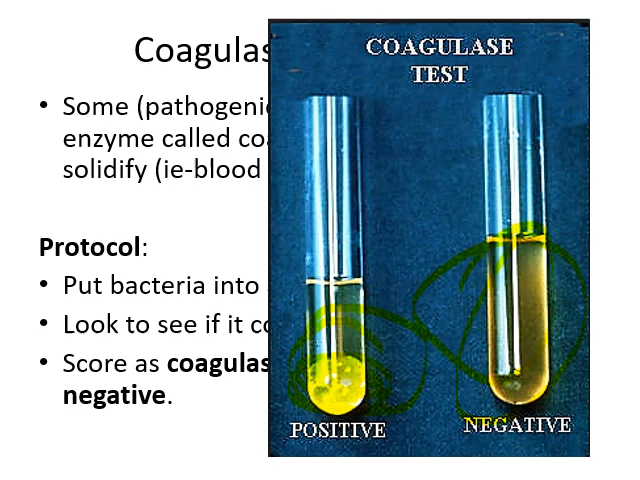 Coagulas
• Some (pathogenic
enzyme called coa
solidify (ie-blood
Protocol:
• Put bacteria into
• Look to see if it co
• Score as coagulas
negative.
COAGULASE
TEST
POSITIVE
NEGATIVE